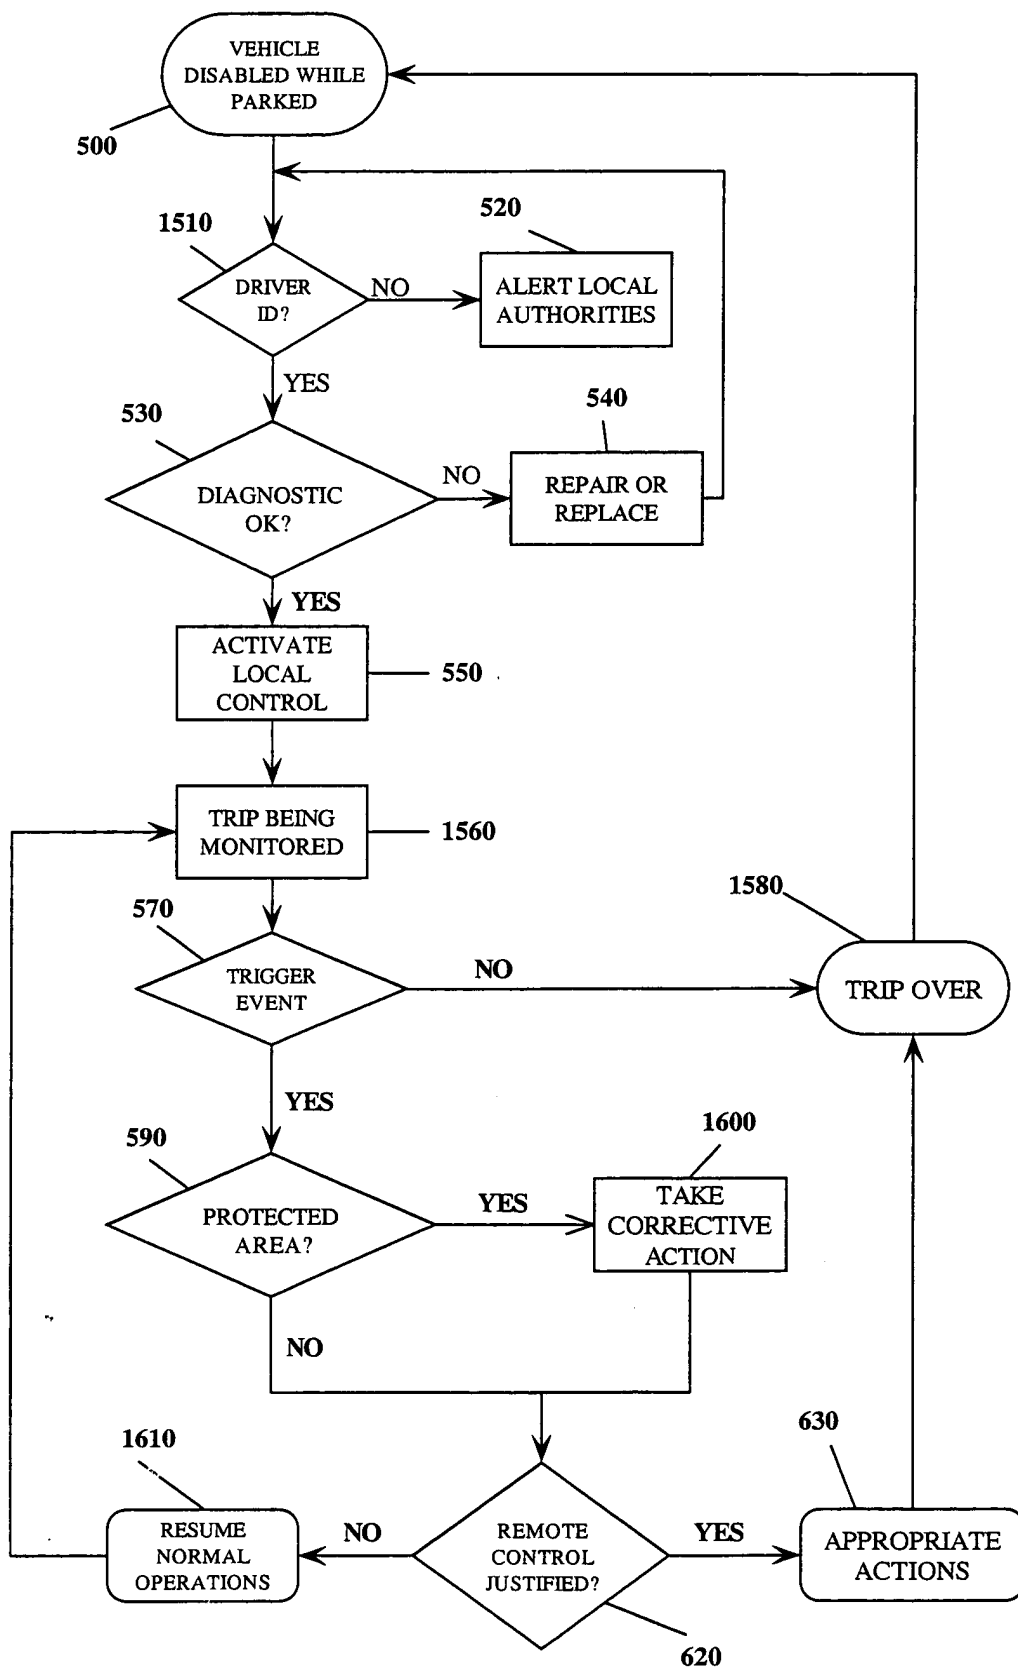 VEHICLE
DISABLED WHILE
PARKED
500
1510
520
DRIVER
ID?
NO
ALERT LOCAL
AUTHORITIES
YES
530
540
DIAGNOSTIC
OK?
NO
REPAIR OR
REPLACE
YES
ACTIVATE
LOCAL
CONTROL
550
TRIP BEING
MONITORED
1560
570
1580
TRIGGER
EVENT
NO
TRIP OVER
YES
590
1600
PROTECTED
AREA?
YES
TAKE
CORRECTIVE
ACTION
NO
1610
630
RESUME
NORMAL
OPERATIONS
NO
REMOTE
CONTROL
JUSTIFIED?
YES
APPROPRIATE
ACTIONS
620